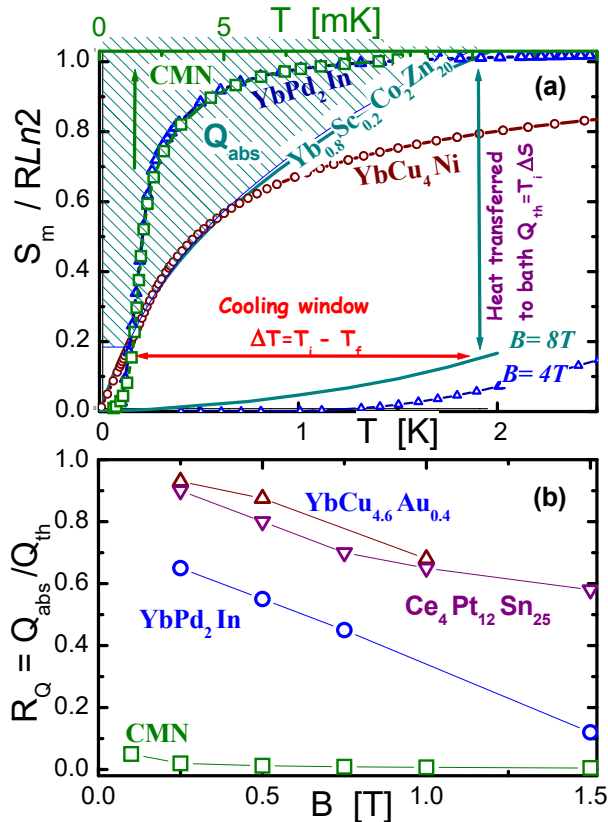 T [mK]
0 5
1.0 0.8 0.6 0.4 0.2 0.0
S_m / RLn2
CMN
(a)
YbPd₂In
Q_abs
Yb₀.₈Sc₀.₂Co₂Zn₂₀
YbCu₄Ni
Heat transferred
to bath Q_th=T_i ΔS
Cooling window
ΔT=T_i - T_f
B=8T
B=4T
0 1 2
T [K]
1.0 0.8 0.6 0.4 0.2 0.0
R_Q = Q_abs/Q_th
YbCu₄.₆Au₀.₄
(b)
YbPd₂In
Ce₄Pt₁₂Sn₂₅
CMN
0.0 0.5 1.0 1.5
B [T]